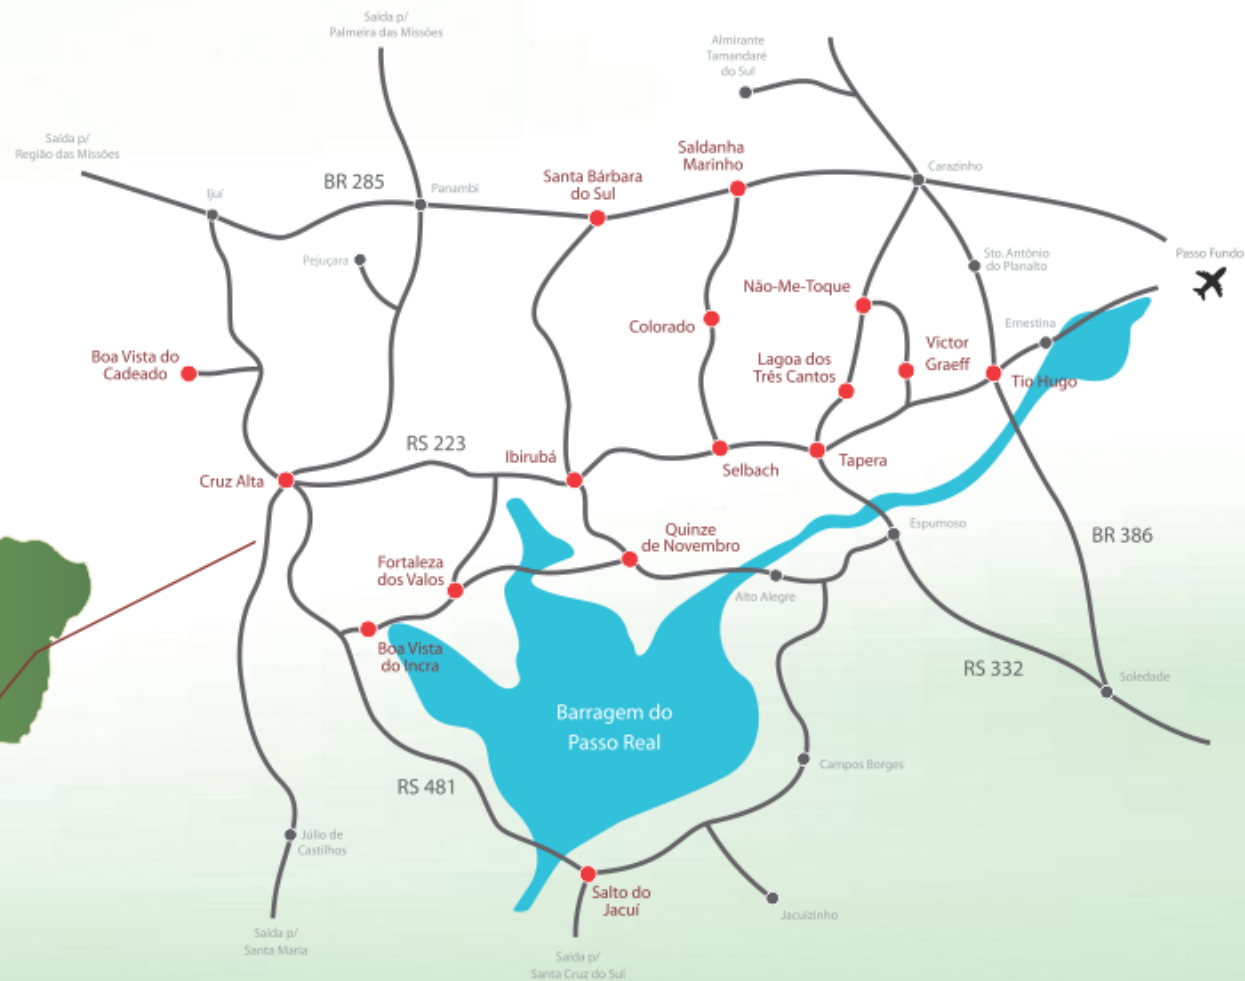 Saída p/
Palmeira das Missões
Almirante
Tamandaré
do Sul
Saída p/
Região das Missões
Saldanha
Marinho
Carazinho
BR 285
Santa Bárbara
do Sul
Panambí
Ijuí
Pejuçara
Sto. Antônio
do Planalto
Passo Fundo
Não-Me-Toque
Colorado
Ernestina
Victor
Graeff
Boa Vista do
Cadeado
Lagoa dos
Três Cantos
Tio Hugo
RS 223
Ibirubá
Selbach
Tapera
Cruz Alta
Espumoso
Quinze
de Novembro
BR 386
Fortaleza
dos Valos
Alto Alegre
Boa Vista
do Incra
RS 332
Soledade
Barragem do
Passo Real
Campos Borges
RS 481
Júlio de
Castilhos
Salto do
Jacuí
Jacuizinho
Saída p/
Santa Maria
Saída p/
Santa Cruz do Sul